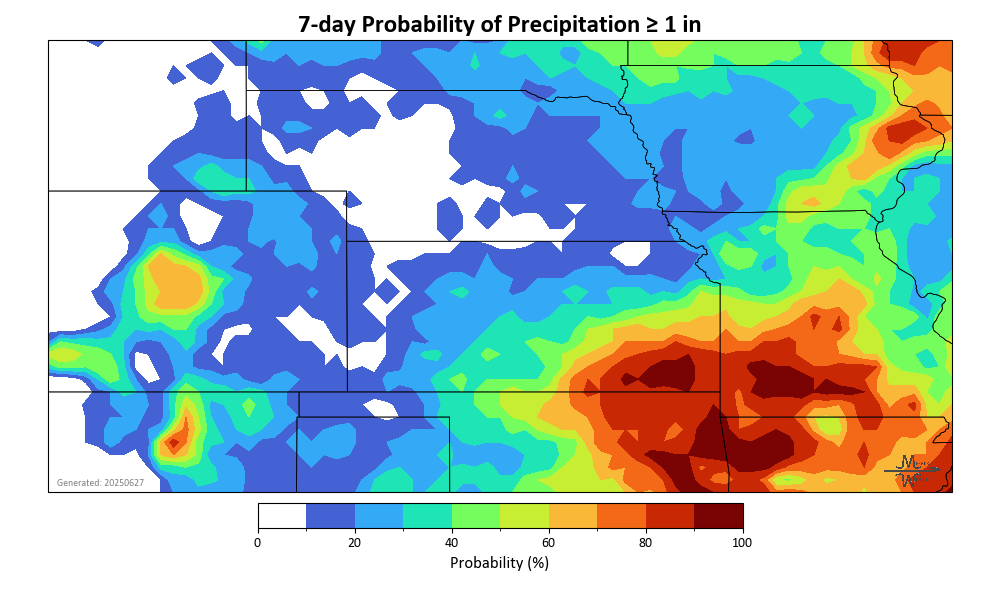 7-day Probability of Precipitation ≥ 1 in
Generated: 20250627
0 20 40 60 80 100
Probability (%)